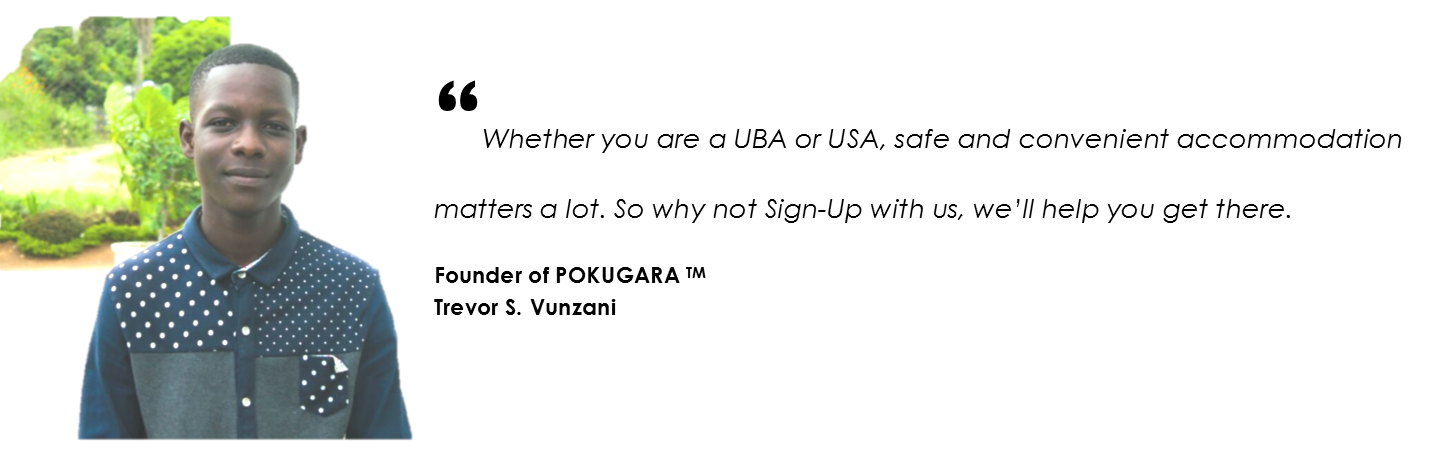 “
Whether you are a UBA or USA, safe and convenient accommodation
matters a lot. So why not Sign-Up with us, we’ll help you get there.
Founder of POKUGARA ™
Trevor S. Vunzani